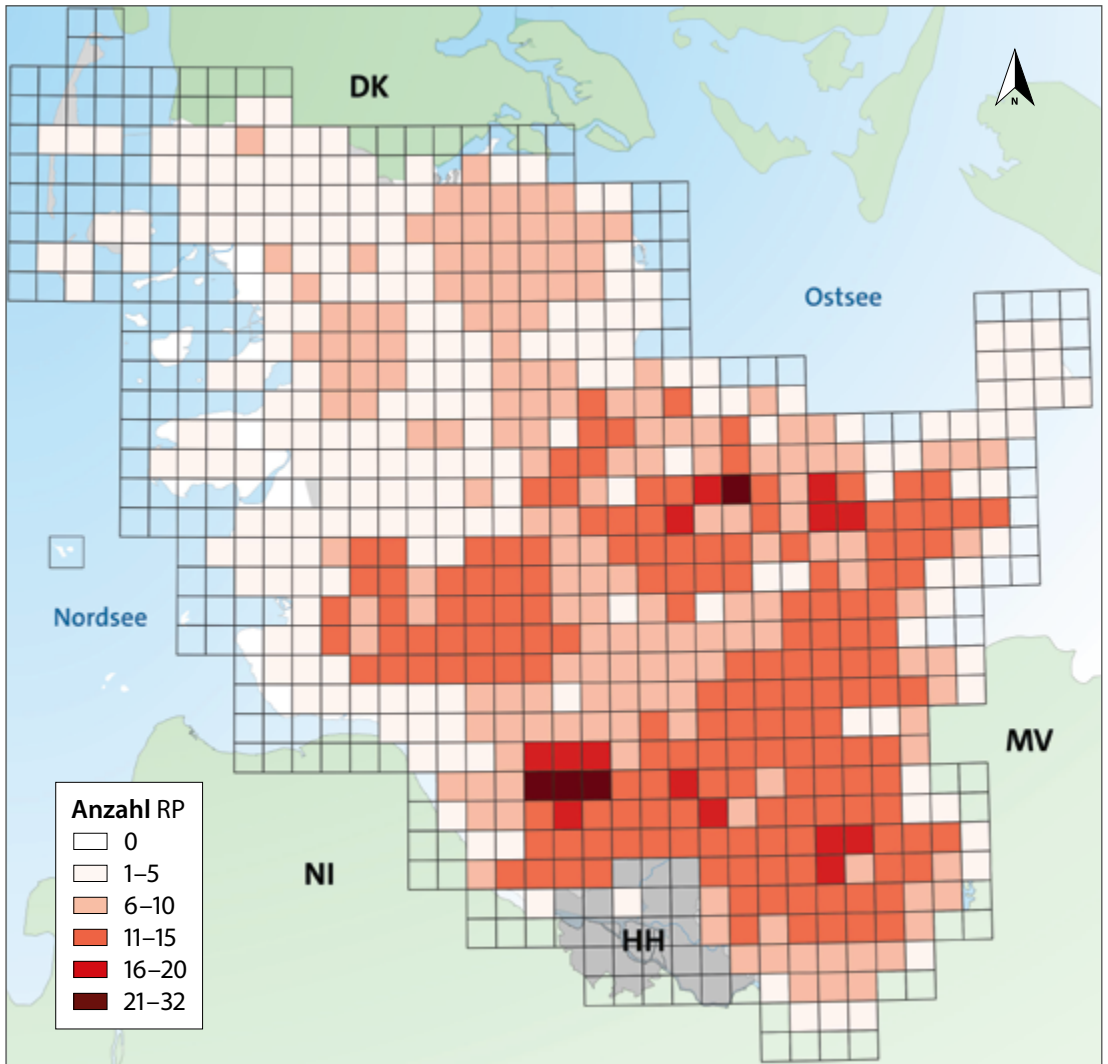 DK
N
Ostsee
Nordsee
MV
NI
HH
Anzahl RP
0
1–5
6–10
11–15
16–20
21–32